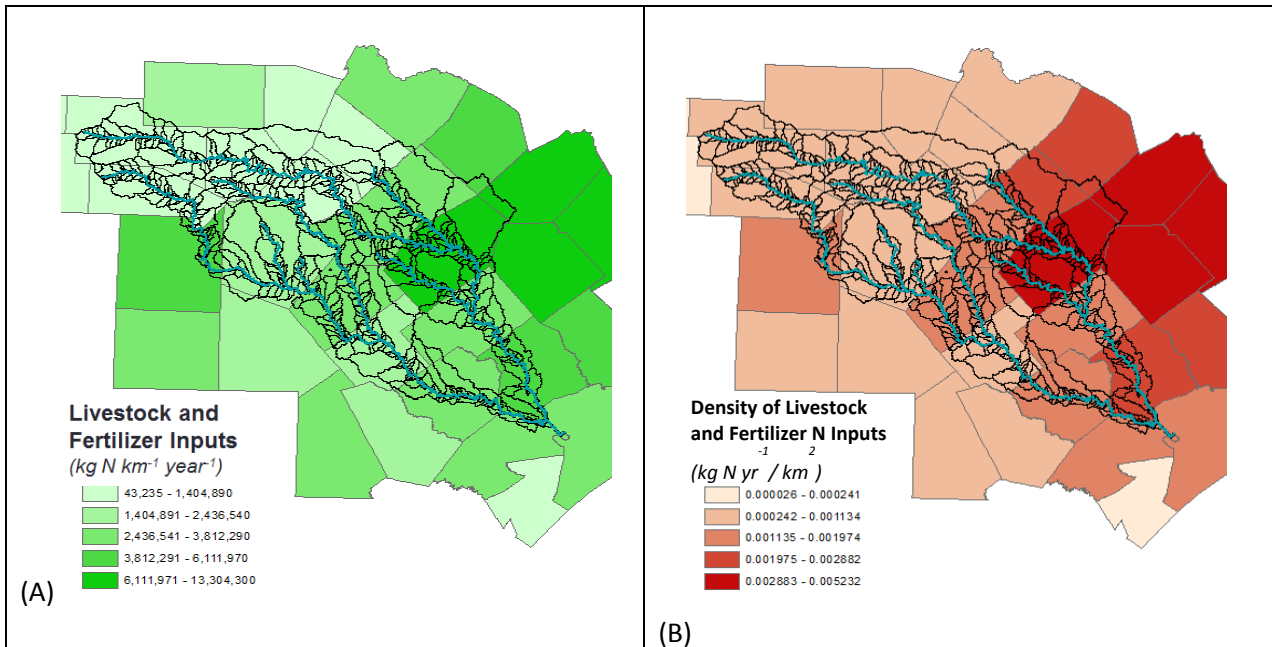 Livestock and
Fertilizer Inputs
(kg N km-1 year-1)
43,235 - 1,404,890
1,404,891 - 2,436,540
2,436,541 - 3,812,290
3,812,291 - 6,111,970
6,111,971 - 13,304,300
(A)
Density of Livestock
and Fertilizer N Inputs
-1 2
(kg N yr / km )
0.000026 - 0.000241
0.000242 - 0.001134
0.001135 - 0.001974
0.001975 - 0.002882
0.002883 - 0.005232
(B)